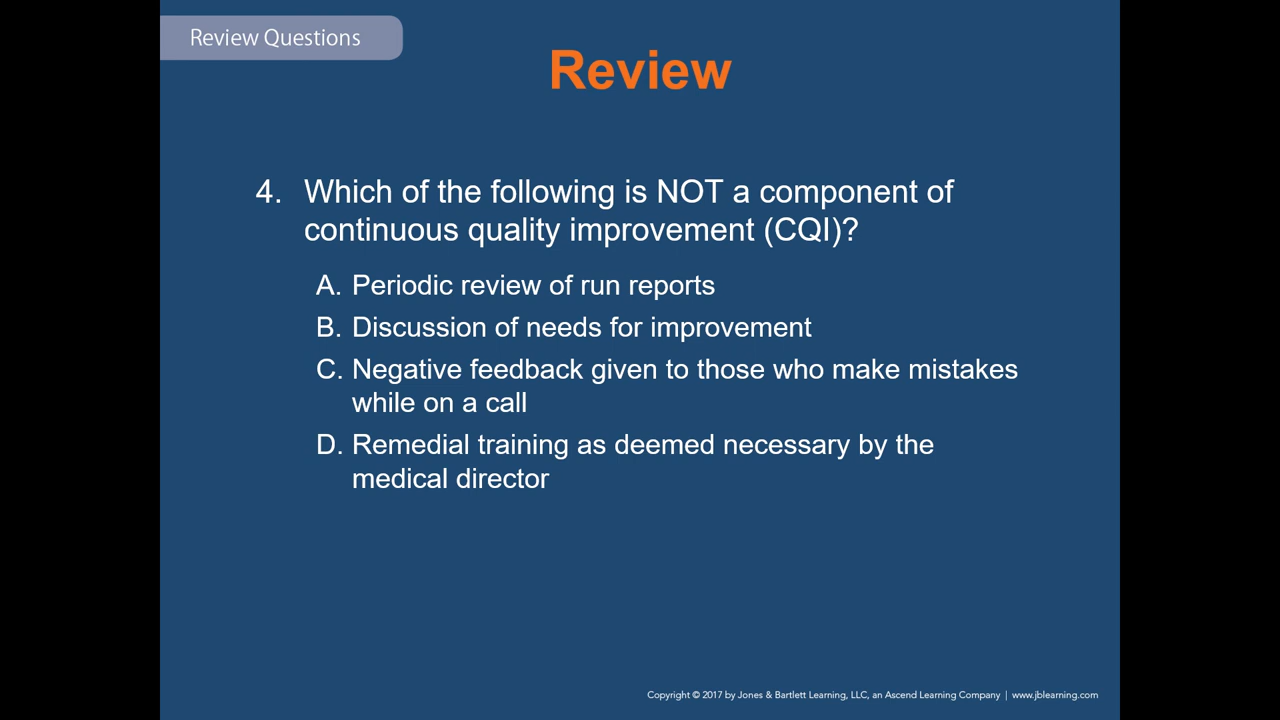 Review Questions
Review
4. Which of the following is NOT a component of
continuous quality improvement (CQI)?
A. Periodic review of run reports
B. Discussion of needs for improvement
C. Negative feedback given to those who make mistakes
while on a call
D. Remedial training as deemed necessary by the
medical director
Copyright © 2017 by Jones & Bartlett Learning, LLC, an Ascend Learning Company | www.jblearning.com